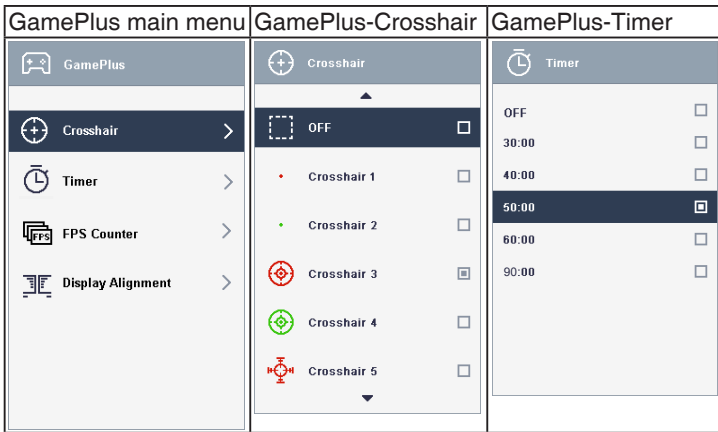 GamePlus main menu
GamePlus
Crosshair
Timer
FPS
FPS Counter
Display Alignment
GamePlus-Crosshair
Crosshair
OFF
Crosshair 1
Crosshair 2
Crosshair 3
Crosshair 4
Crosshair 5
GamePlus-Timer
Timer
OFF
30:00
40:00
50:00
60:00
90:00